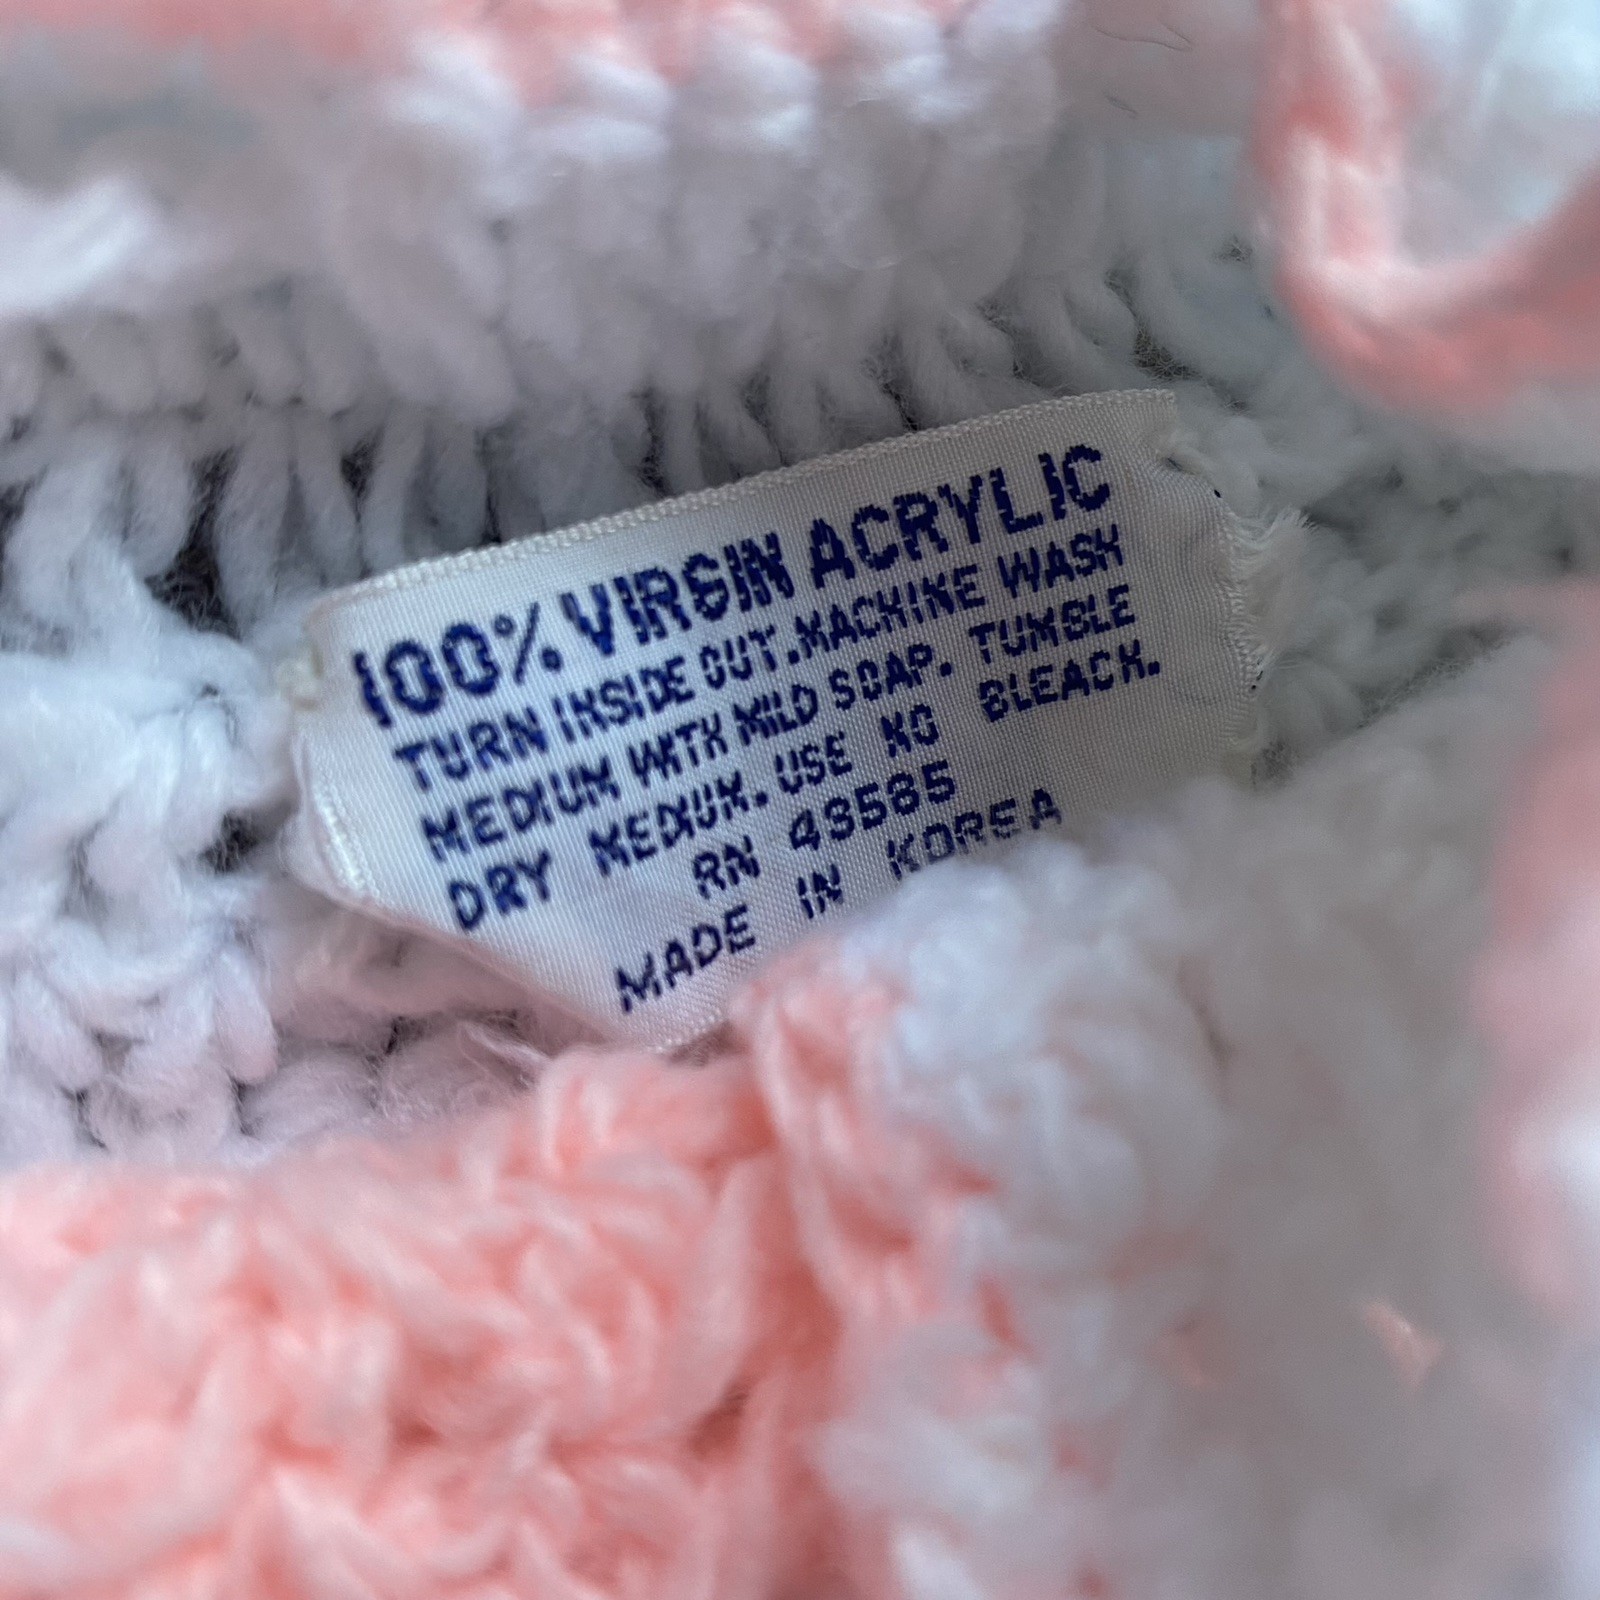 100% VIRGIN ACRYLIC
TURN INSIDE OUT. MACHINE WASH
MEDIUM WITH MILD SOAP. TUMBLE
DRY MEDIUM. USE NO BLEACH.
RN 48585
MADE IN KOREA